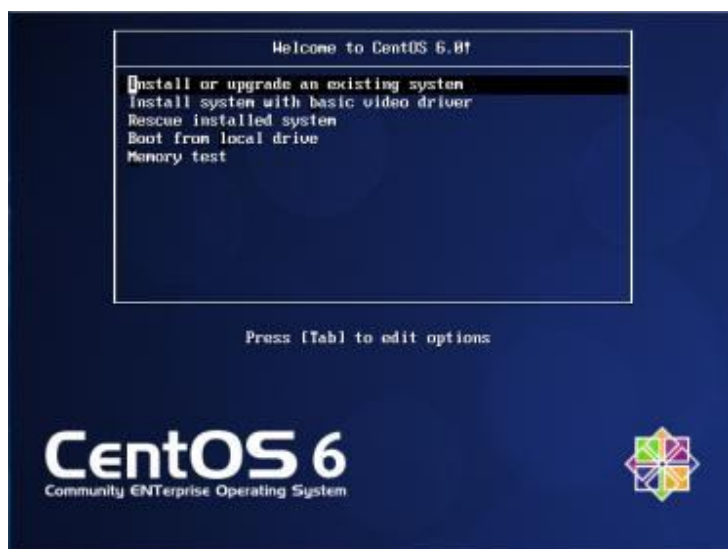 Welcome to CentOS 6.0!
Install or upgrade an existing system
Install system with basic video driver
Rescue installed system
Boot from local drive
Memory test
Press [Tab] to edit options
CentOS 6
Community ENTerprise Operating System